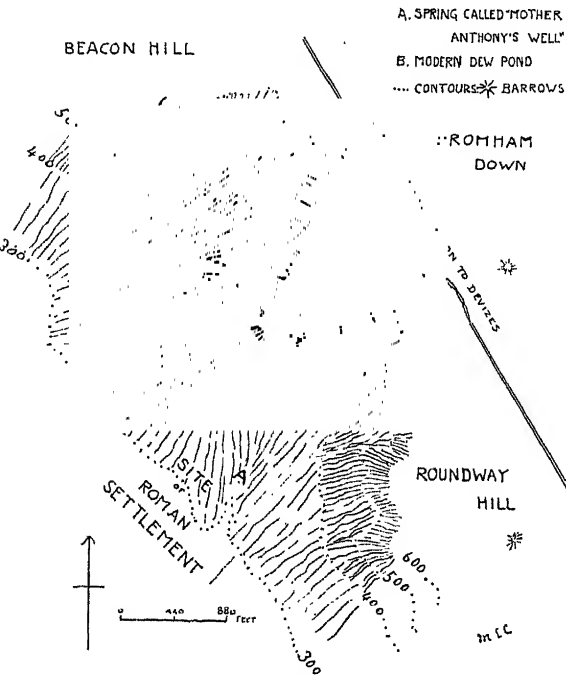 A. SPRING CALLED "MOTHER
ANTHONY'S WELL"
B. MODERN DEW POND
.... CONTOURS BARROWS
BEACON HILL
400
300
ROMHAM
DOWN
N TO DEVIZES
SITE
OF
ROMAN
SETTLEMENT
A
ROUNDWAY
HILL
600
500
400
300
0 440 880
FEET